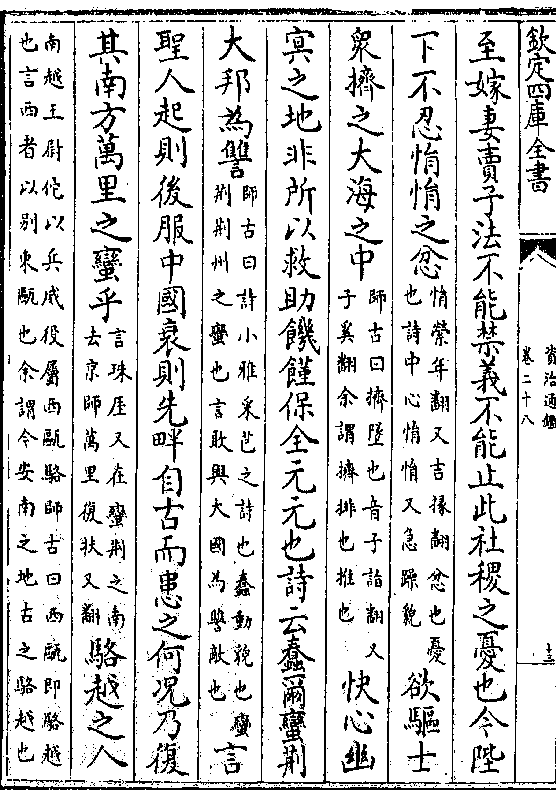 欽定四庫全書
資治通鑑
卷二十八
十三
至嫁妻賣子法不能禁義不能止此社稷之憂也今陛
下不忍悁悁之忿
悁縈年翻又吉掾翻忿也憂
也詩中心悁悁又急躁貌
欲驅士
衆擠之大海之中
師古曰擠墜也音子詣翻又
子奚翻余謂擠排也推也
快心幽
冥之地非所以救助饑饉保全元元也詩云蠢爾蠻荆
大邦為讐
師古曰詩小雅采芑之詩也蠢動貌也蠻
荆荆州之蠻也言敢與大國為讐敵也
言
聖人起則後服中國衰則先畔自古而患之何況乃復
其南方萬里之蠻乎
言珠厓又在蠻荆之南
去京師萬里復扶又翻
駱越之人
南越王尉佗以兵威役屬西甌駱師古曰西甌即駱越
也言西者以别東甌也余謂今安南之地古之駱越也